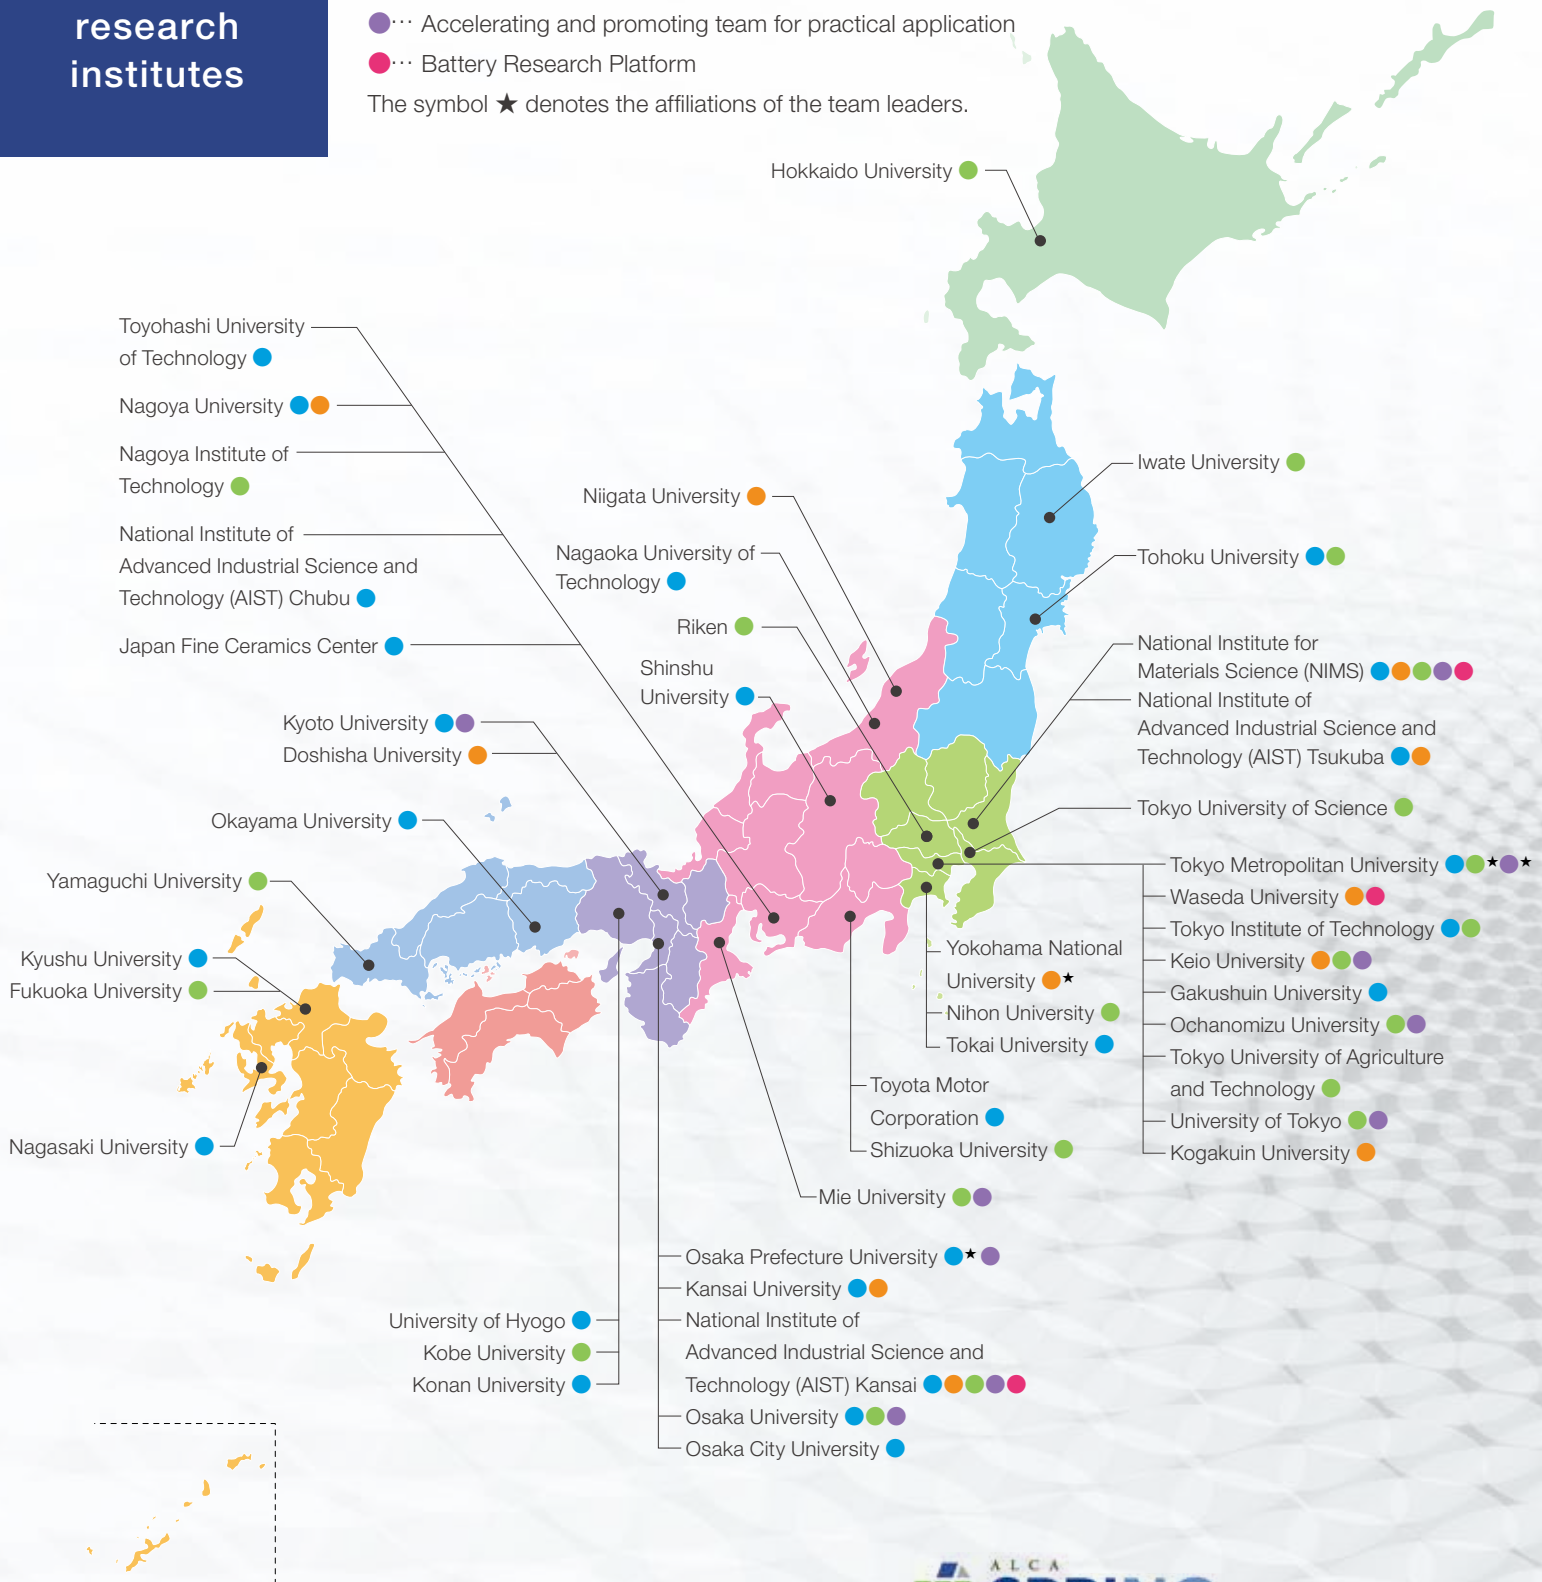 research
institutes
●··· Accelerating and promoting team for practical application
●··· Battery Research Platform
The symbol ★ denotes the affiliations of the team leaders.
Hokkaido University
Toyohashi University
of Technology
Nagoya University
Nagoya Institute of
Technology
National Institute of
Advanced Industrial Science and
Technology (AIST) Chubu
Japan Fine Ceramics Center
Niigata University
Nagaoka University of
Technology
Riken
Shinshu
University
Kyoto University
Doshisha University
Okayama University
Yamaguchi University
Kyushu University
Fukuoka University
Nagasaki University
Iwate University
Tohoku University
National Institute for
Materials Science (NIMS)
National Institute of
Advanced Industrial Science and
Technology (AIST) Tsukuba
Tokyo University of Science
Tokyo Metropolitan University ★ ★
Waseda University
Tokyo Institute of Technology
Keio University
Gakushuin University
Ochanomizu University
Tokyo University of Agriculture
and Technology
University of Tokyo
Kogakuin University
Yokohama National
University ★
Nihon University
Tokai University
Toyota Motor
Corporation
Shizuoka University
Mie University
Osaka Prefecture University ★
Kansai University
National Institute of
Advanced Industrial Science and
Technology (AIST) Kansai
Osaka University
Osaka City University
University of Hyogo
Kobe University
Konan University
ALCA